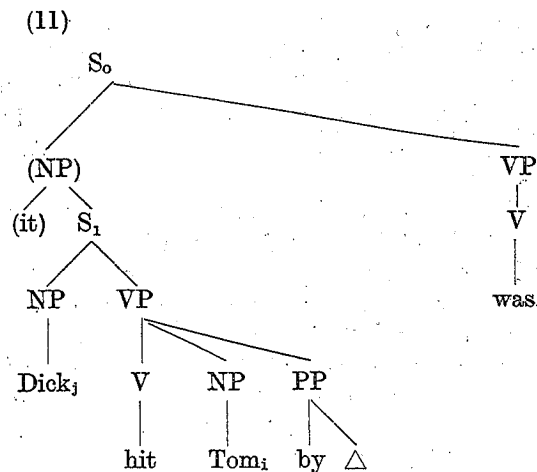 (11)
S₀
(NP) VP
(it) S₁ V
NP VP was
Dickⱼ V NP PP
hit Tomᵢ by △